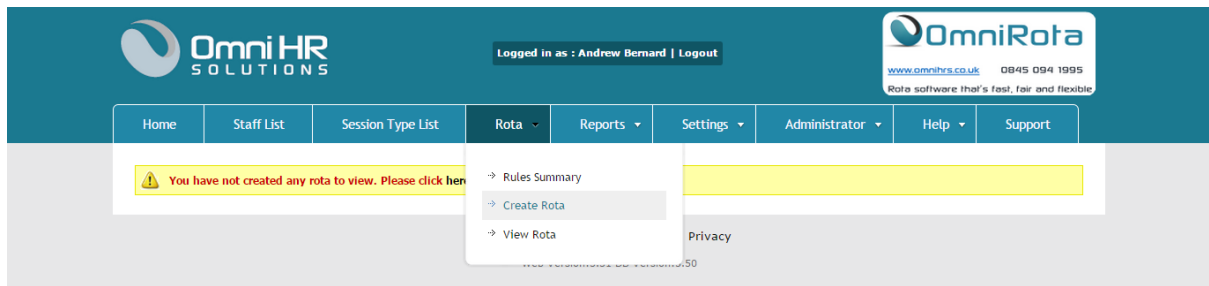 Omni HR
SOLUTIONS
Logged in as : Andrew Bernard | Logout
OmniRota
www.omnihrs.co.uk 0845 094 1995
Rota software that's fast, fair and flexible
Home Staff List Session Type List Rota Reports Settings Administrator Help Support
You have not created any rota to view. Please click here
Rules Summary
Create Rota
View Rota
Privacy